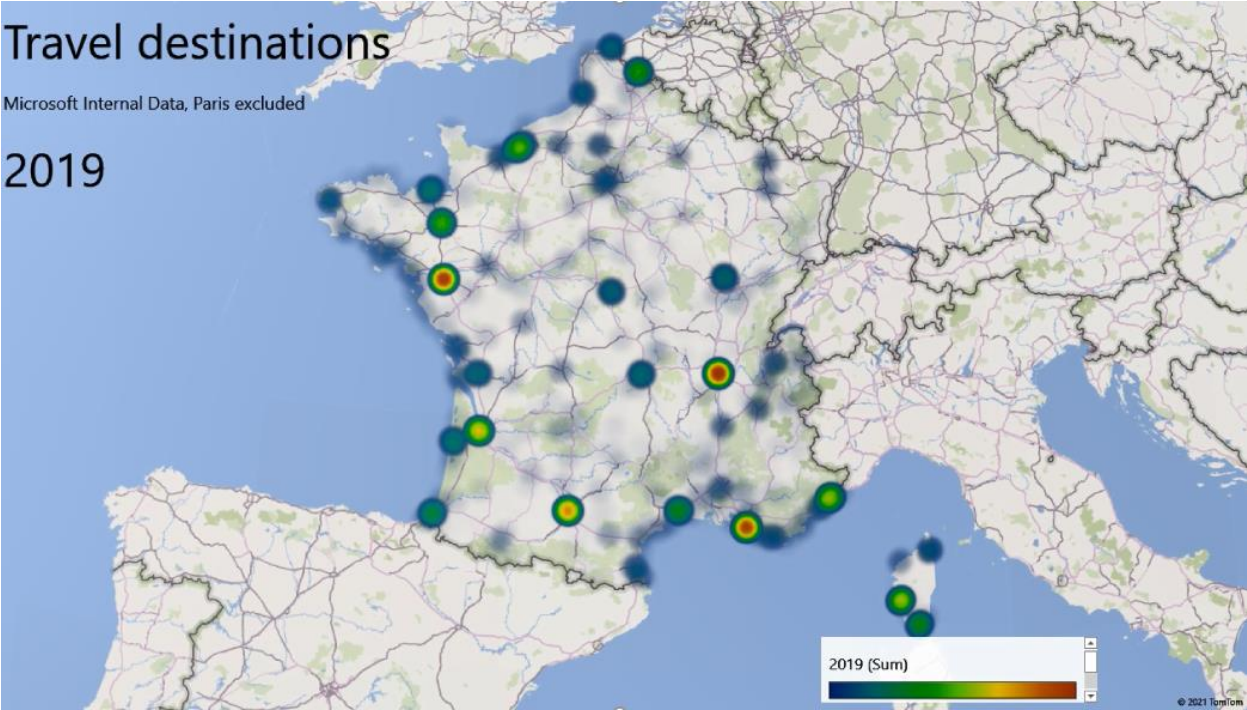 Travel destinations
Microsoft Internal Data, Paris excluded
2019
2019 (Sum)
© 2021 TomTom